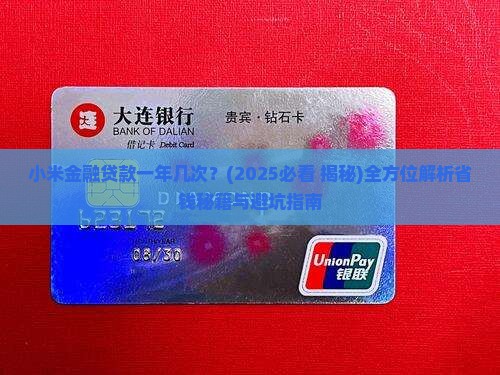 大连银行
BANK OF DALIAN
借记卡 Debit Card
贵宾·钻石卡
小米金融贷款一年几次？(2025必看 揭秘)全方位解析省
钱秘籍与避坑指南
08/30
UnionPay
银联